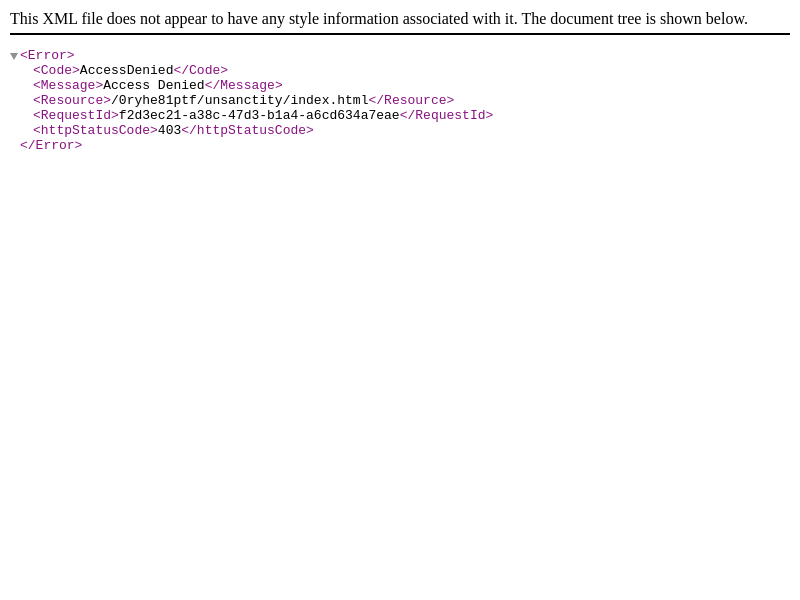 This XML file does not appear to have any style information associated with it. The document tree is shown below.
<Error>
<Code>AccessDenied</Code>
<Message>Access Denied</Message>
<Resource>/0ryhe81ptf/unsanctity/index.html</Resource>
<RequestId>f2d3ec21-a38c-47d3-b1a4-a6cd634a7eae</RequestId>
<httpStatusCode>403</httpStatusCode>
</Error>